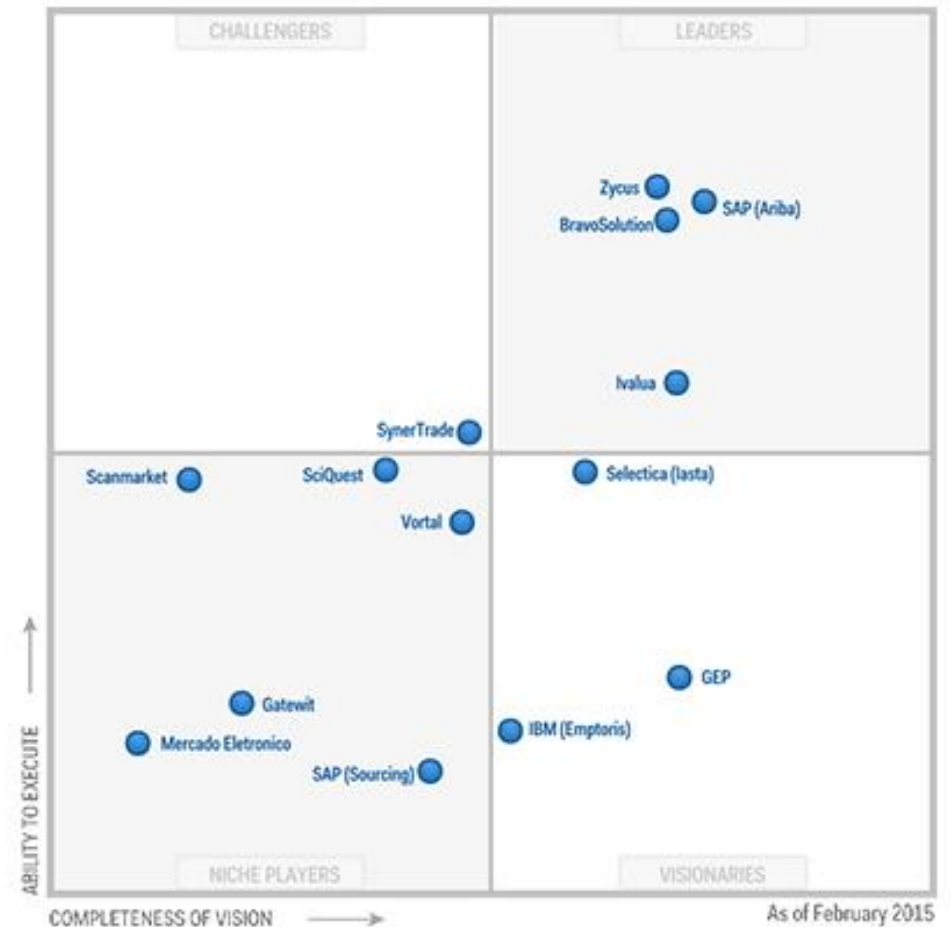 CHALLENGERS
LEADERS
Zycus
SAP (Ariba)
BravoSolution
Ivalua
SynerTrade
Scanmarket
SciQuest
Selectica (Iasta)
Vortal
GEP
Gatewit
IBM (Emptoris)
Mercado Eletronico
SAP (Sourcing)
ABILITY TO EXECUTE
NICHE PLAYERS
VISIONARIES
COMPLETENESS OF VISION
As of February 2015